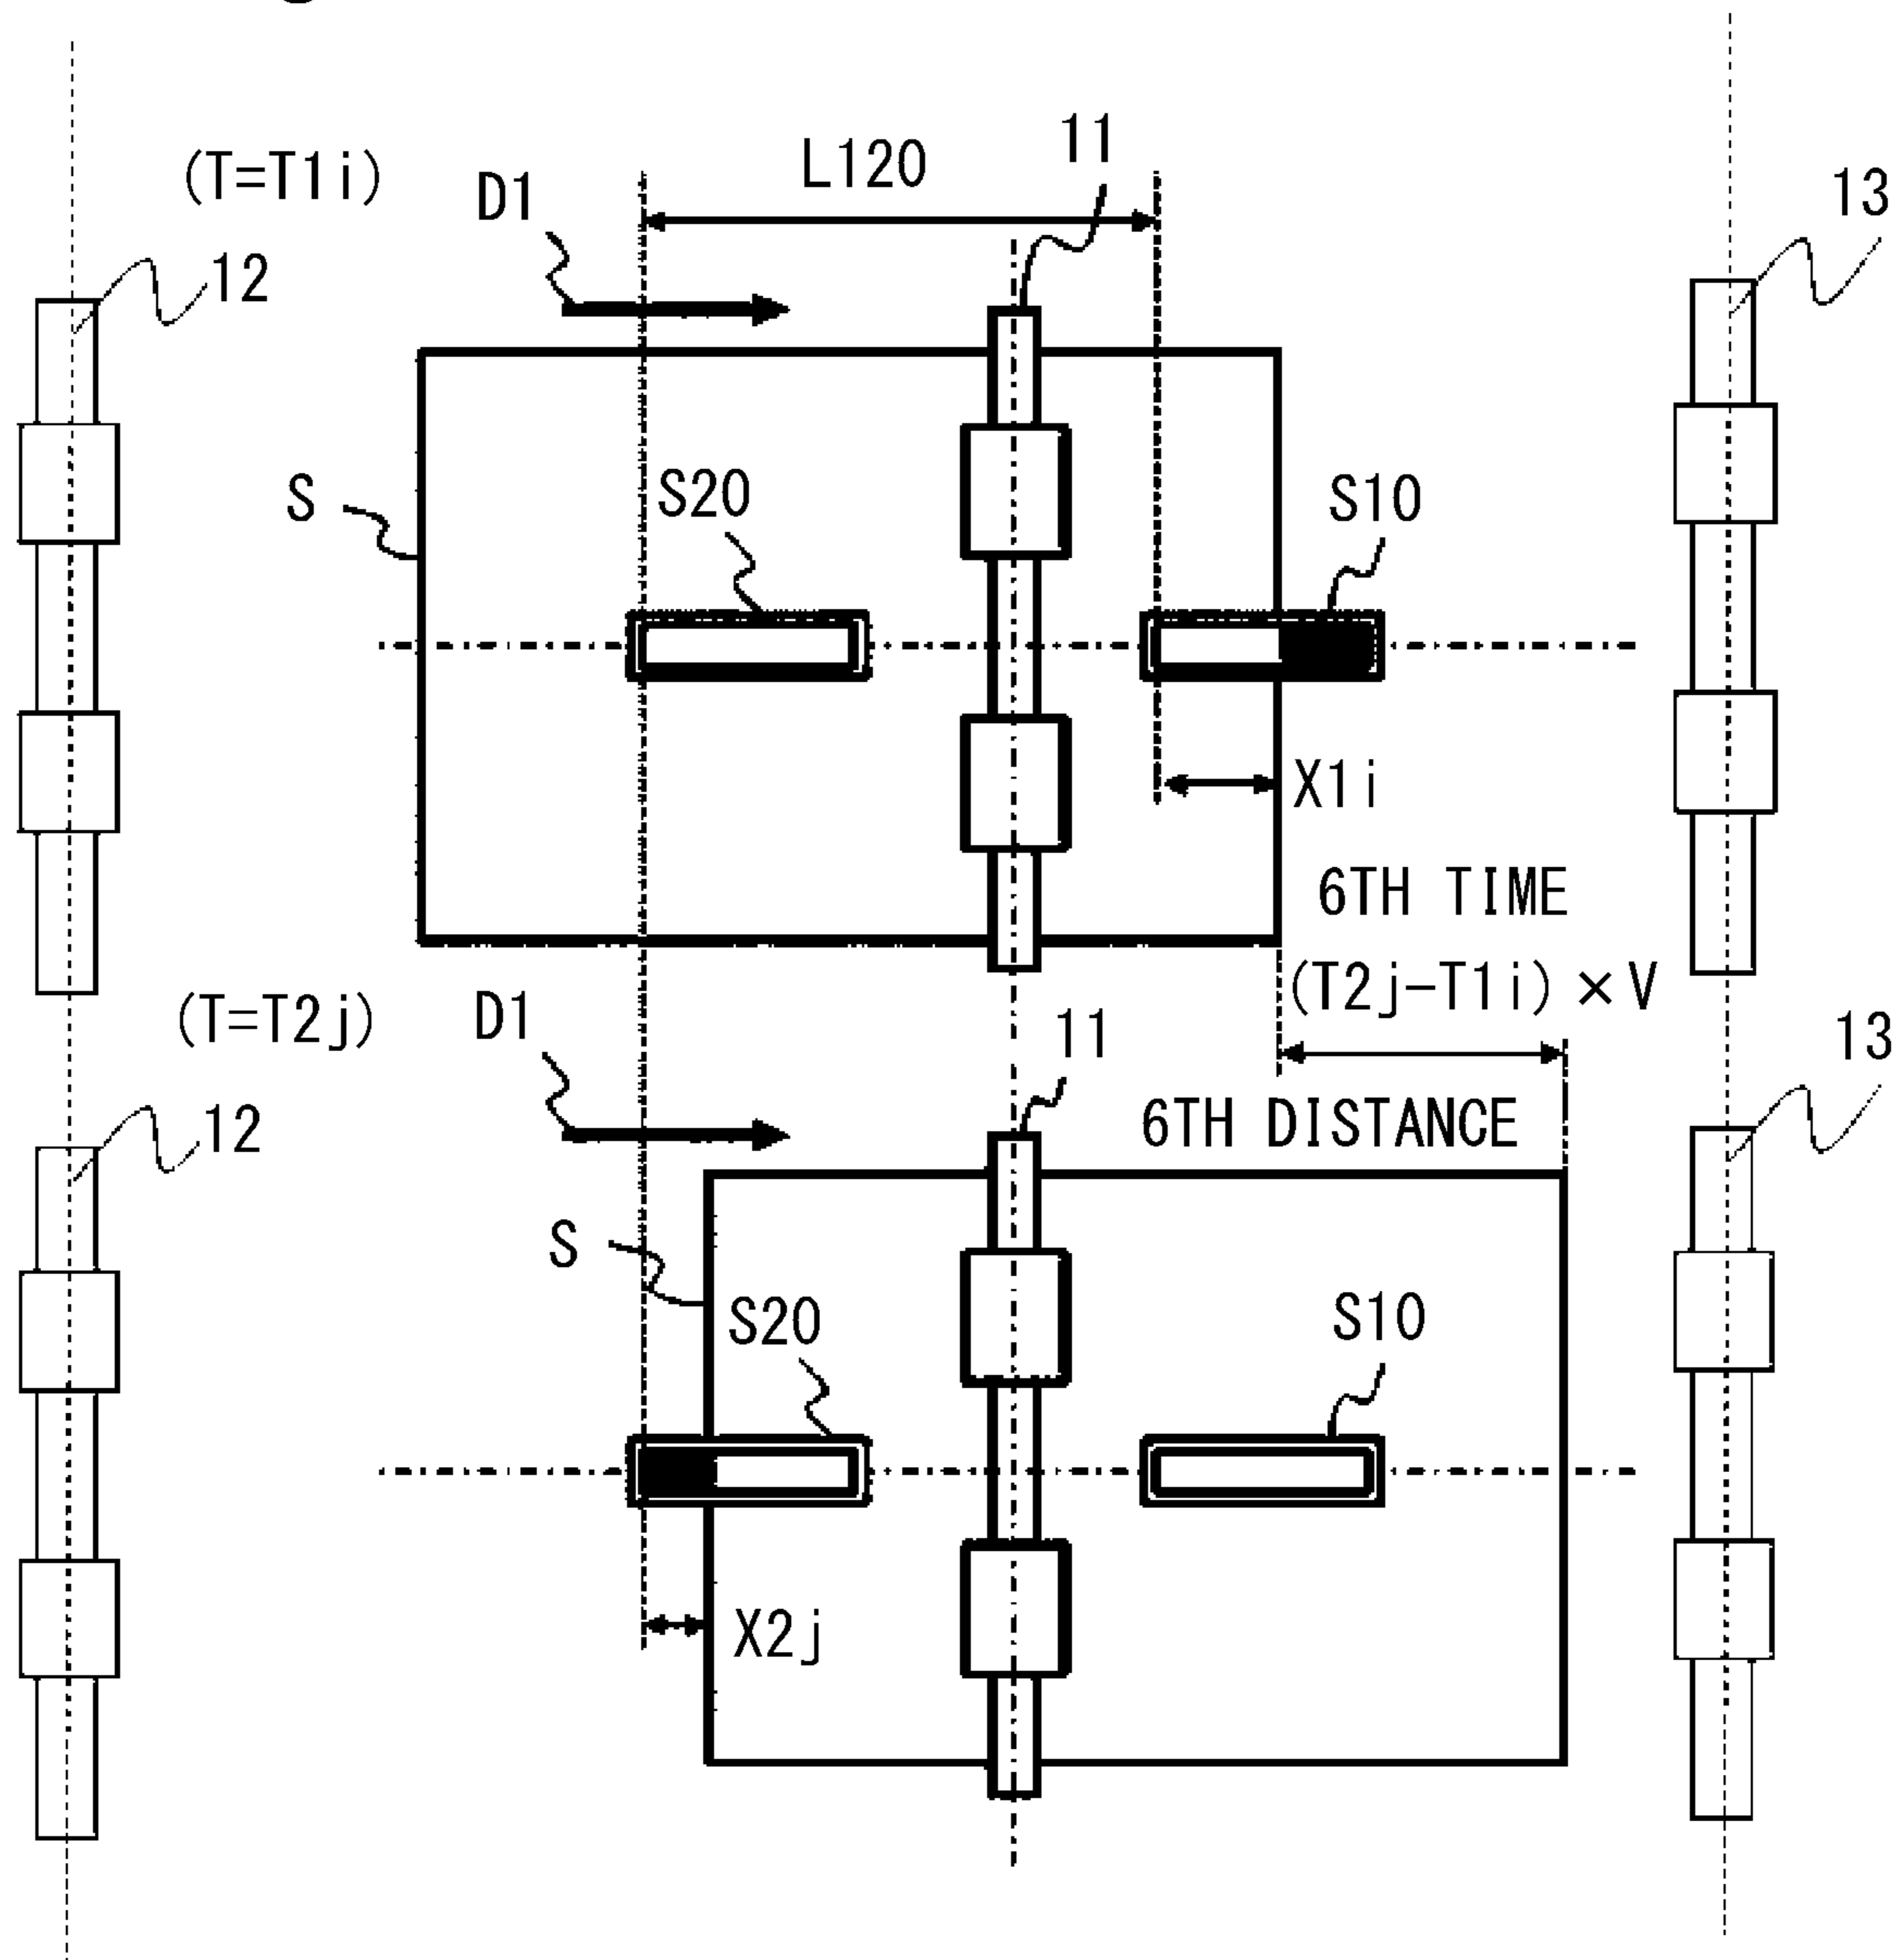 (T=T1i)
D1
L120
11
13
12
S
S20
S10
X1i
6TH TIME
(T2j-T1i)×V
(T=T2j)
D1
11
13
12
6TH DISTANCE
S
S20
S10
X2j